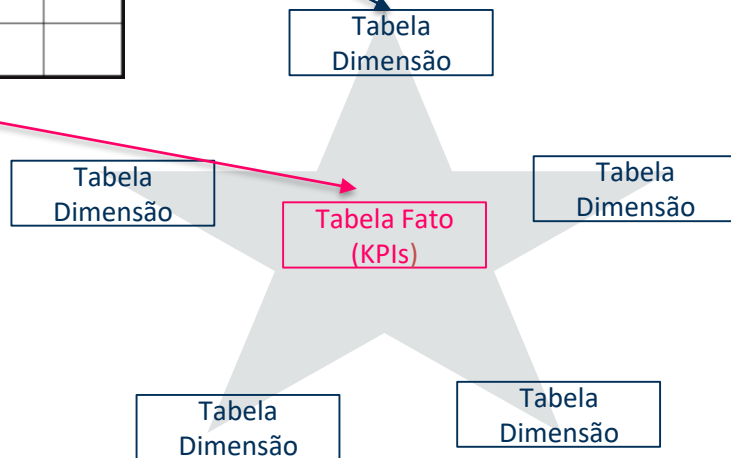 Tabela
Dimensão
Tabela
Dimensão
Tabela Fato
(KPIs)
Tabela
Dimensão
Tabela
Dimensão
Tabela
Dimensão